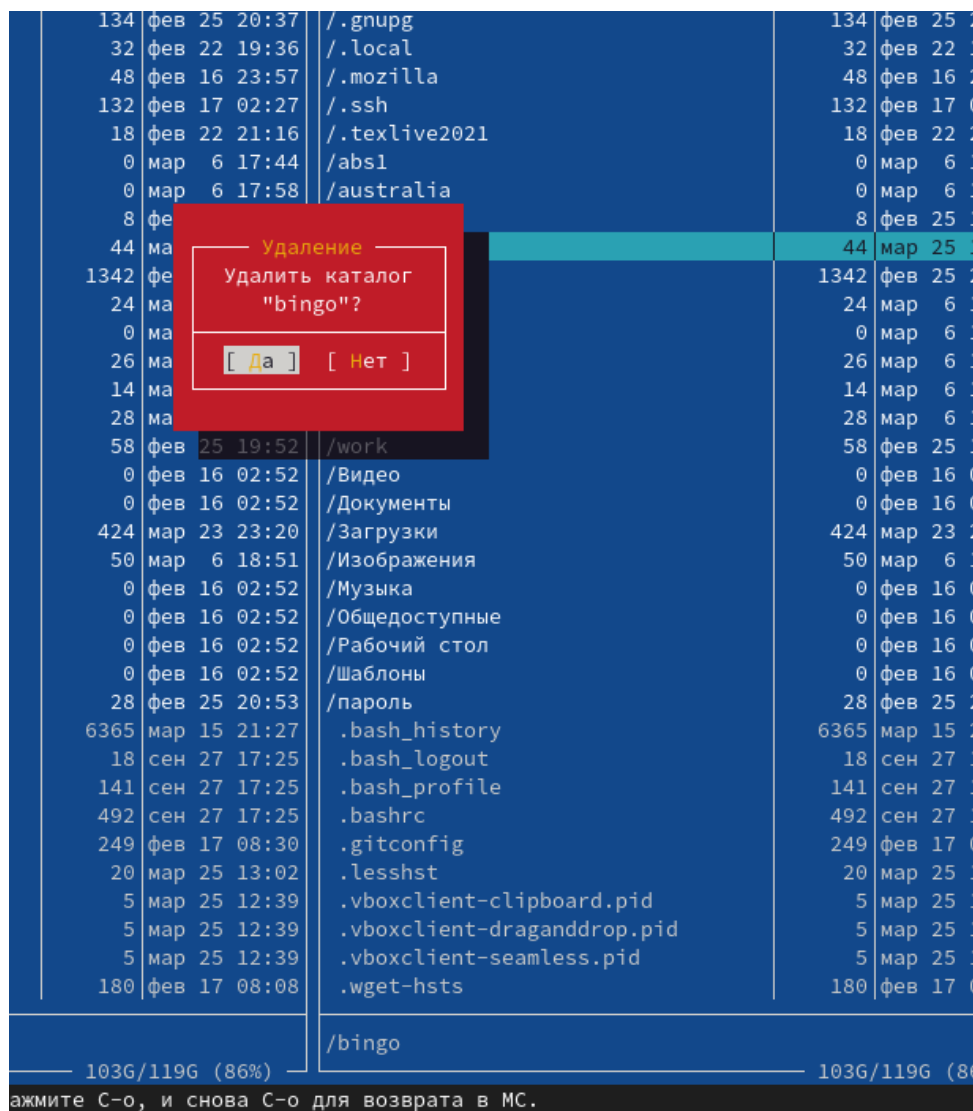 134 фев 25 20:37 /.gnupg 134 фев 25
32 фев 22 19:36 /.local 32 фев 22
48 фев 16 23:57 /.mozilla 48 фев 16
132 фев 17 02:27 /.ssh 132 фев 17
18 фев 22 21:16 /.texlive2021 18 фев 22
0 мар 6 17:44 /abs1 0 мар 6
0 мар 6 17:58 /australia 0 мар 6
8 фе 8 фев 25
44 ма Удаление 44 мар 25
1342 фе Удалить каталог 1342 фев 25
24 ма "bingo"? 24 мар 6
0 ма 0 мар 6
26 ма [ Да ] [ Нет ] 26 мар 6
14 ма 14 мар 6
28 ма 28 мар 6
58 фев 25 19:52 /work 58 фев 25
0 фев 16 02:52 /Видео 0 фев 16
0 фев 16 02:52 /Документы 0 фев 16
424 мар 23 23:20 /Загрузки 424 мар 23
50 мар 6 18:51 /Изображения 50 мар 6
0 фев 16 02:52 /Музыка 0 фев 16
0 фев 16 02:52 /Общедоступные 0 фев 16
0 фев 16 02:52 /Рабочий стол 0 фев 16
0 фев 16 02:52 /Шаблоны 0 фев 16
28 фев 25 20:53 /пароль 28 фев 25
6365 мар 15 21:27 .bash_history 6365 мар 15
18 сен 27 17:25 .bash_logout 18 сен 27
141 сен 27 17:25 .bash_profile 141 сен 27
492 сен 27 17:25 .bashrc 492 сен 27
249 фев 17 08:30 .gitconfig 249 фев 17
20 мар 25 13:02 .lesshst 20 мар 25
5 мар 25 12:39 .vboxclient-clipboard.pid 5 мар 25
5 мар 25 12:39 .vboxclient-draganddrop.pid 5 мар 25
5 мар 25 12:39 .vboxclient-seamless.pid 5 мар 25
180 фев 17 08:08 .wget-hsts 180 фев 17
/bingo
103G/119G (86%) 103G/119G (8
ажмите C-o, и снова C-o для возврата в MC.